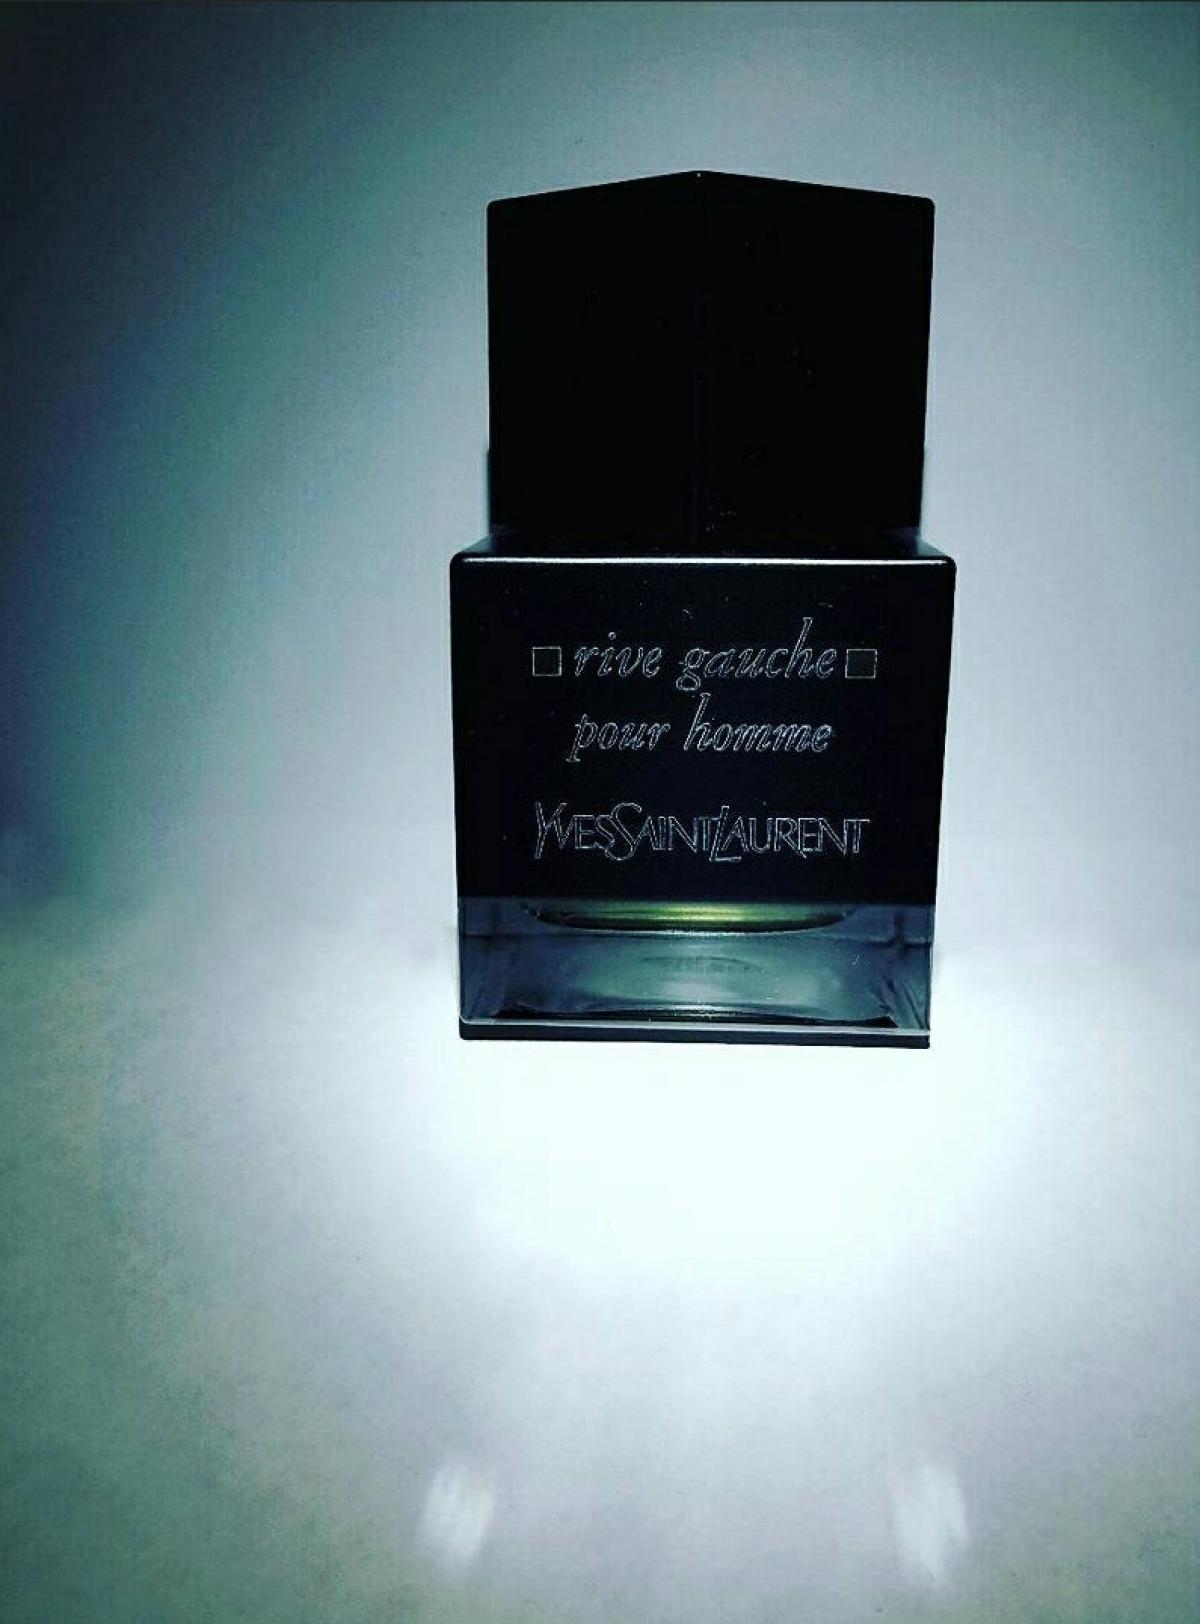 rive gauche
pour homme
YVESSAINTLAURENT